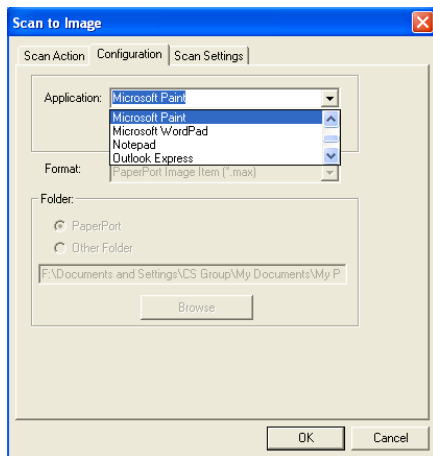 Scan to Image
Scan Action Configuration Scan Settings
Application: Microsoft Paint
Microsoft Paint
Microsoft WordPad
Notepad
Outlook Express
Format: PaperPort Image Item (*.max)
Folder:
PaperPort
Other Folder
F:\Documents and Settings\CS Group\My Documents\My P
Browse
OK Cancel